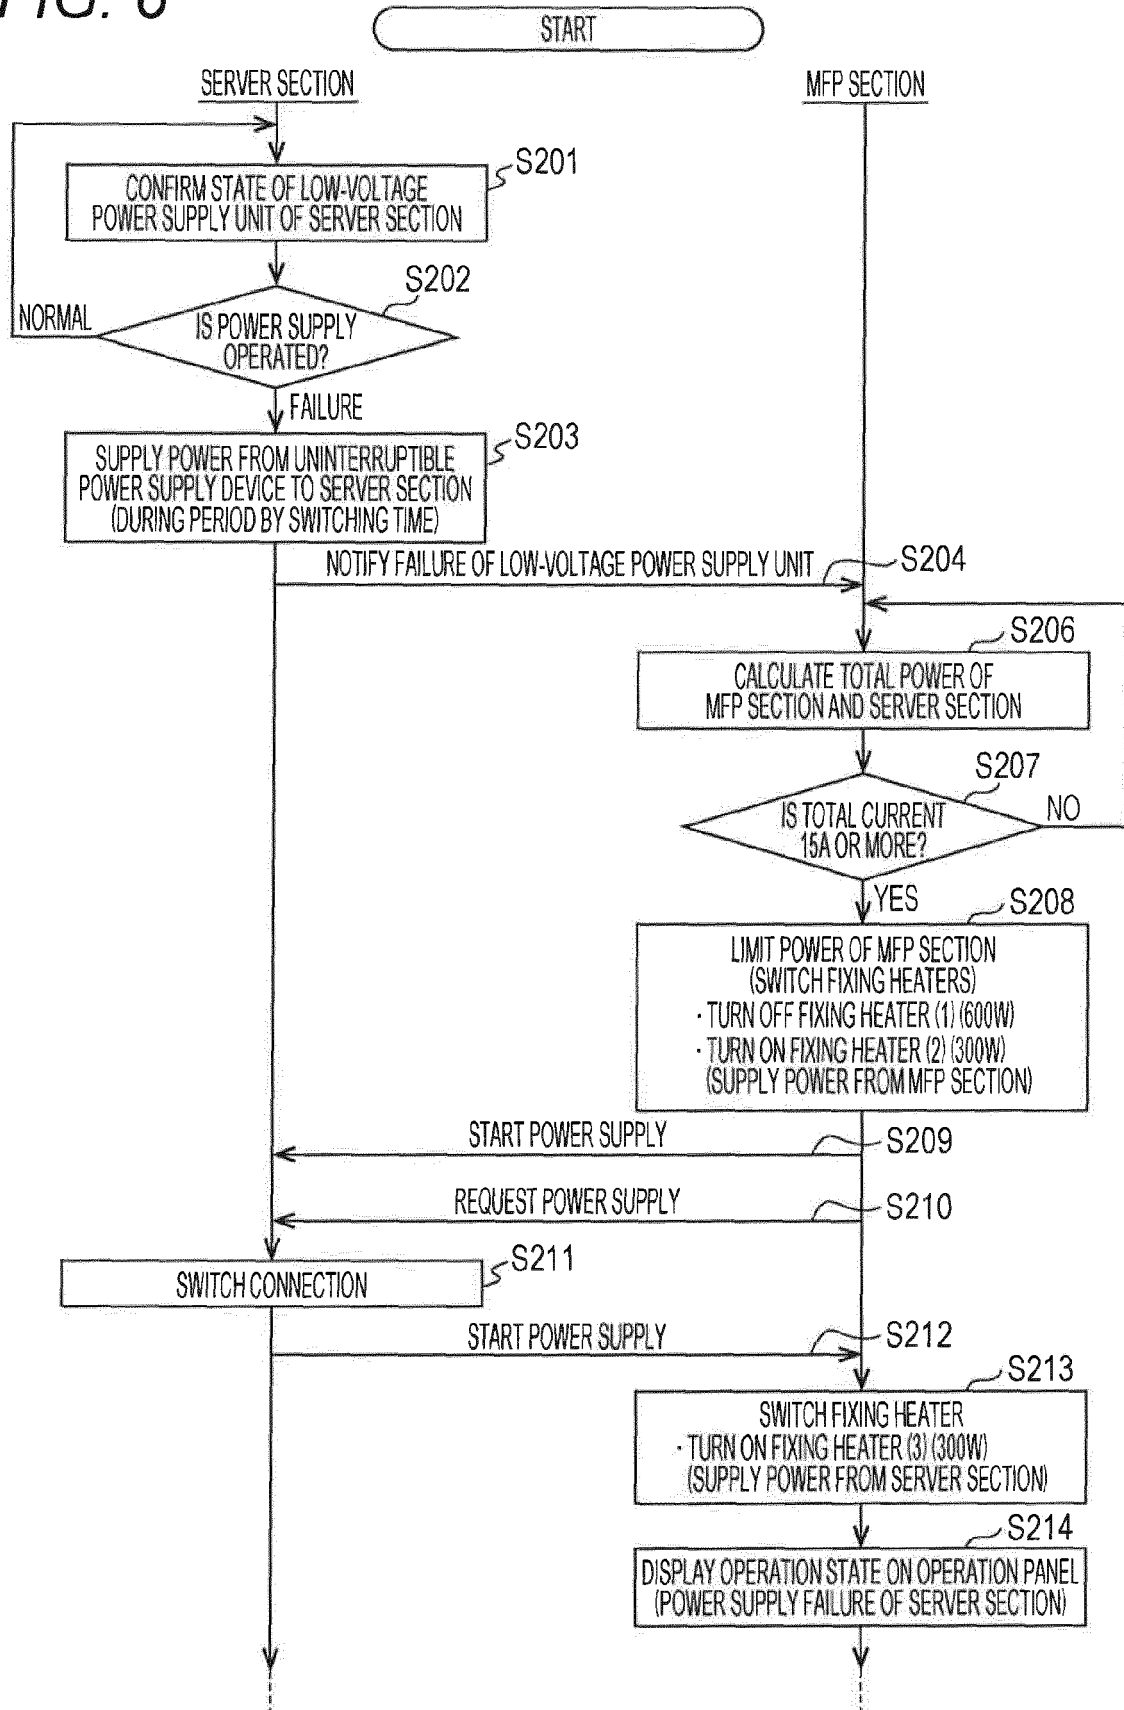 FIG. 6
START
SERVER SECTION
MFP SECTION
S201
CONFIRM STATE OF LOW-VOLTAGE
POWER SUPPLY UNIT OF SERVER SECTION
S202
NORMAL
IS POWER SUPPLY
OPERATED?
FAILURE
S203
SUPPLY POWER FROM UNINTERRUPTIBLE
POWER SUPPLY DEVICE TO SERVER SECTION
(DURING PERIOD BY SWITCHING TIME)
NOTIFY FAILURE OF LOW-VOLTAGE POWER SUPPLY UNIT
S204
S206
CALCULATE TOTAL POWER OF
MFP SECTION AND SERVER SECTION
S207
IS TOTAL CURRENT
15A OR MORE?
NO
YES
S208
LIMIT POWER OF MFP SECTION
(SWITCH FIXING HEATERS)
· TURN OFF FIXING HEATER (1) (600W)
· TURN ON FIXING HEATER (2) (300W)
(SUPPLY POWER FROM MFP SECTION)
START POWER SUPPLY
S209
REQUEST POWER SUPPLY
S210
S211
SWITCH CONNECTION
START POWER SUPPLY
S212
S213
SWITCH FIXING HEATER
· TURN ON FIXING HEATER (3) (300W)
(SUPPLY POWER FROM SERVER SECTION)
S214
DISPLAY OPERATION STATE ON OPERATION PANEL
(POWER SUPPLY FAILURE OF SERVER SECTION)